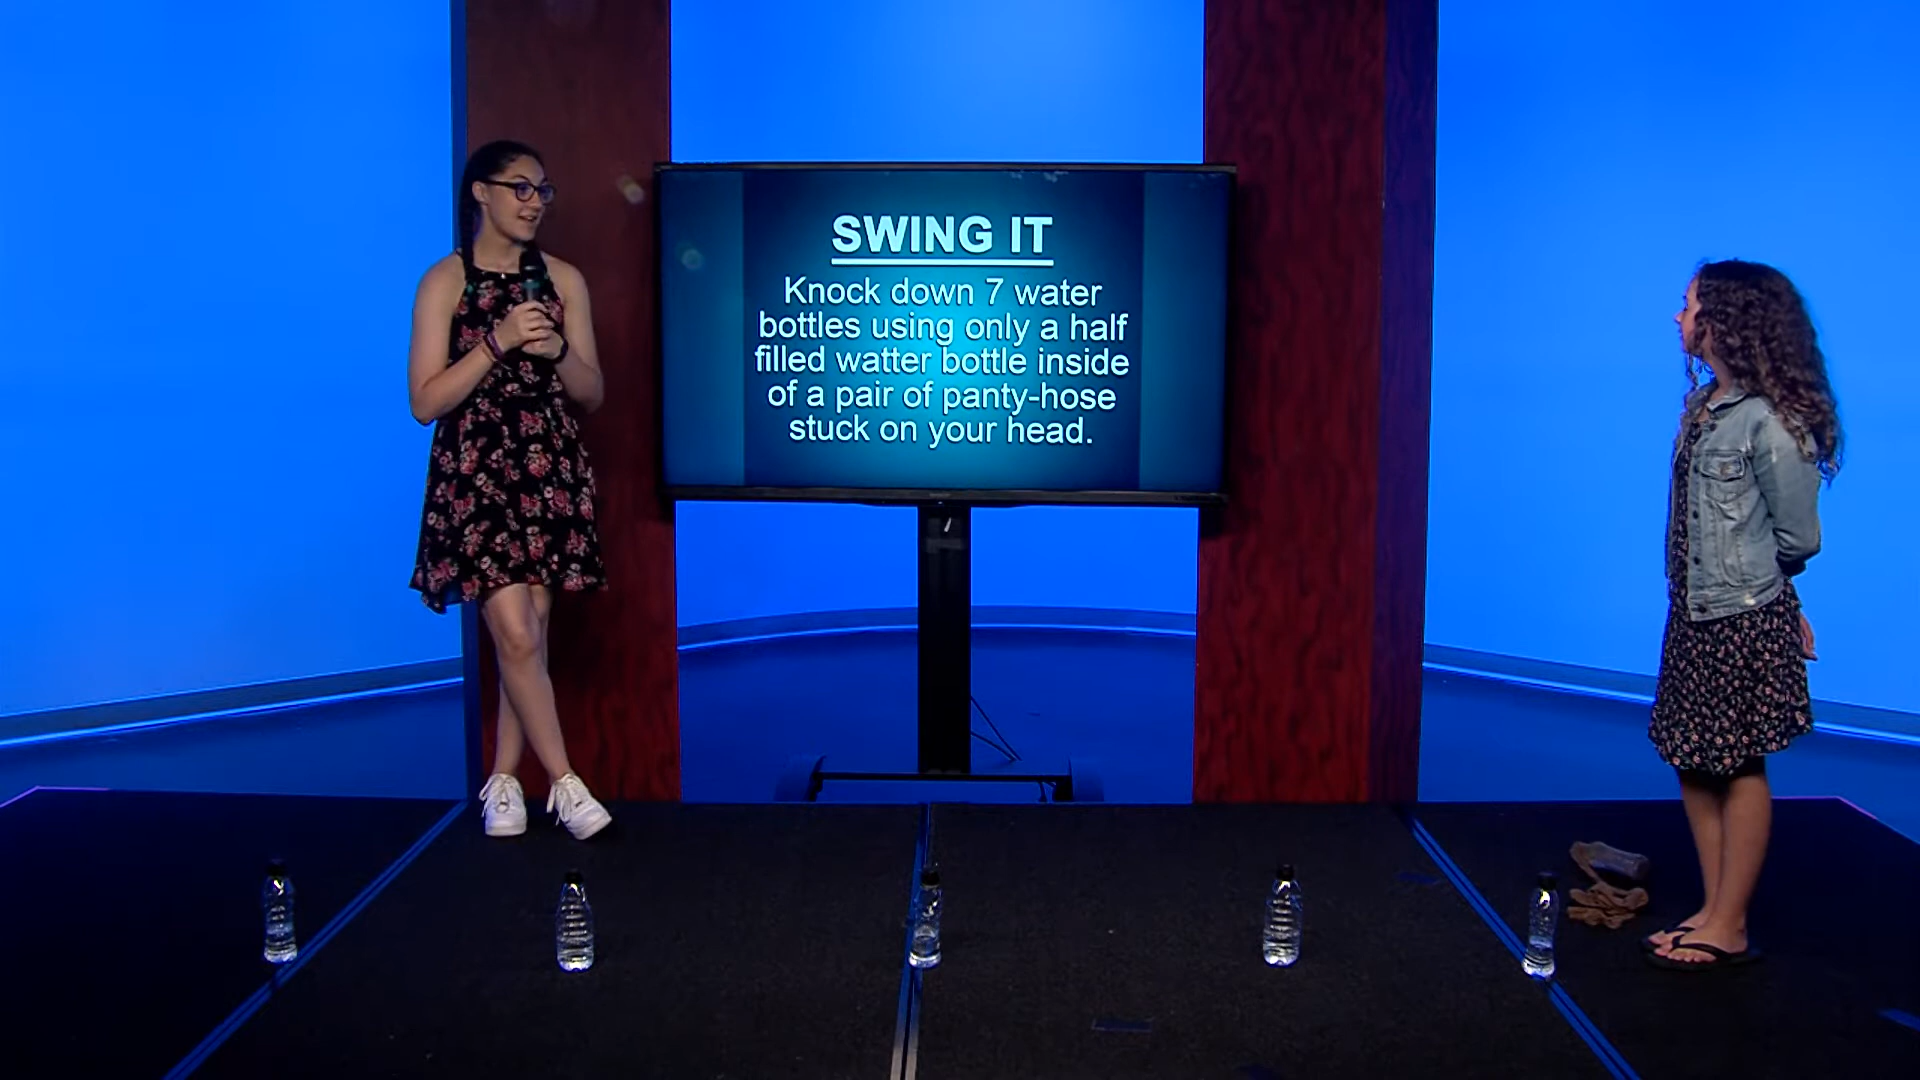 SWING IT
Knock down 7 water
bottles using only a half
filled watter bottle inside
of a pair of panty-hose
stuck on your head.